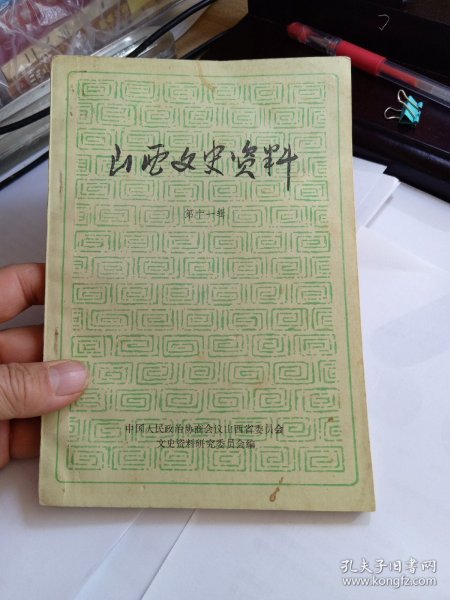 山西文史资料
第十一辑
中国人民政治协商会议山西省委员会
文史资料研究委员会编
孔夫子旧书网
www.kongfz.com